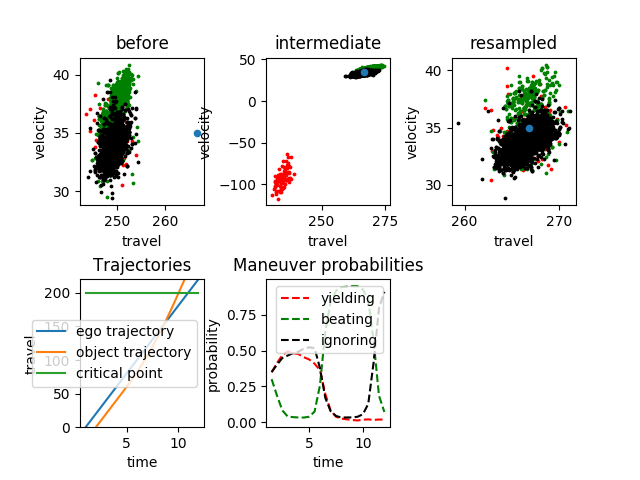 before
intermediate
resampled
velocity
40
35
30
250
260
travel
velocity
50
0
−50
−100
250
275
travel
velocity
40
35
30
260
270
travel
Trajectories
Maneuver probabilities
travel
200
150
100
50
0
ego trajectory
object trajectory
critical point
5
10
time
probability
0.50
0.25
0.00
yielding
beating
ignoring
5
10
time